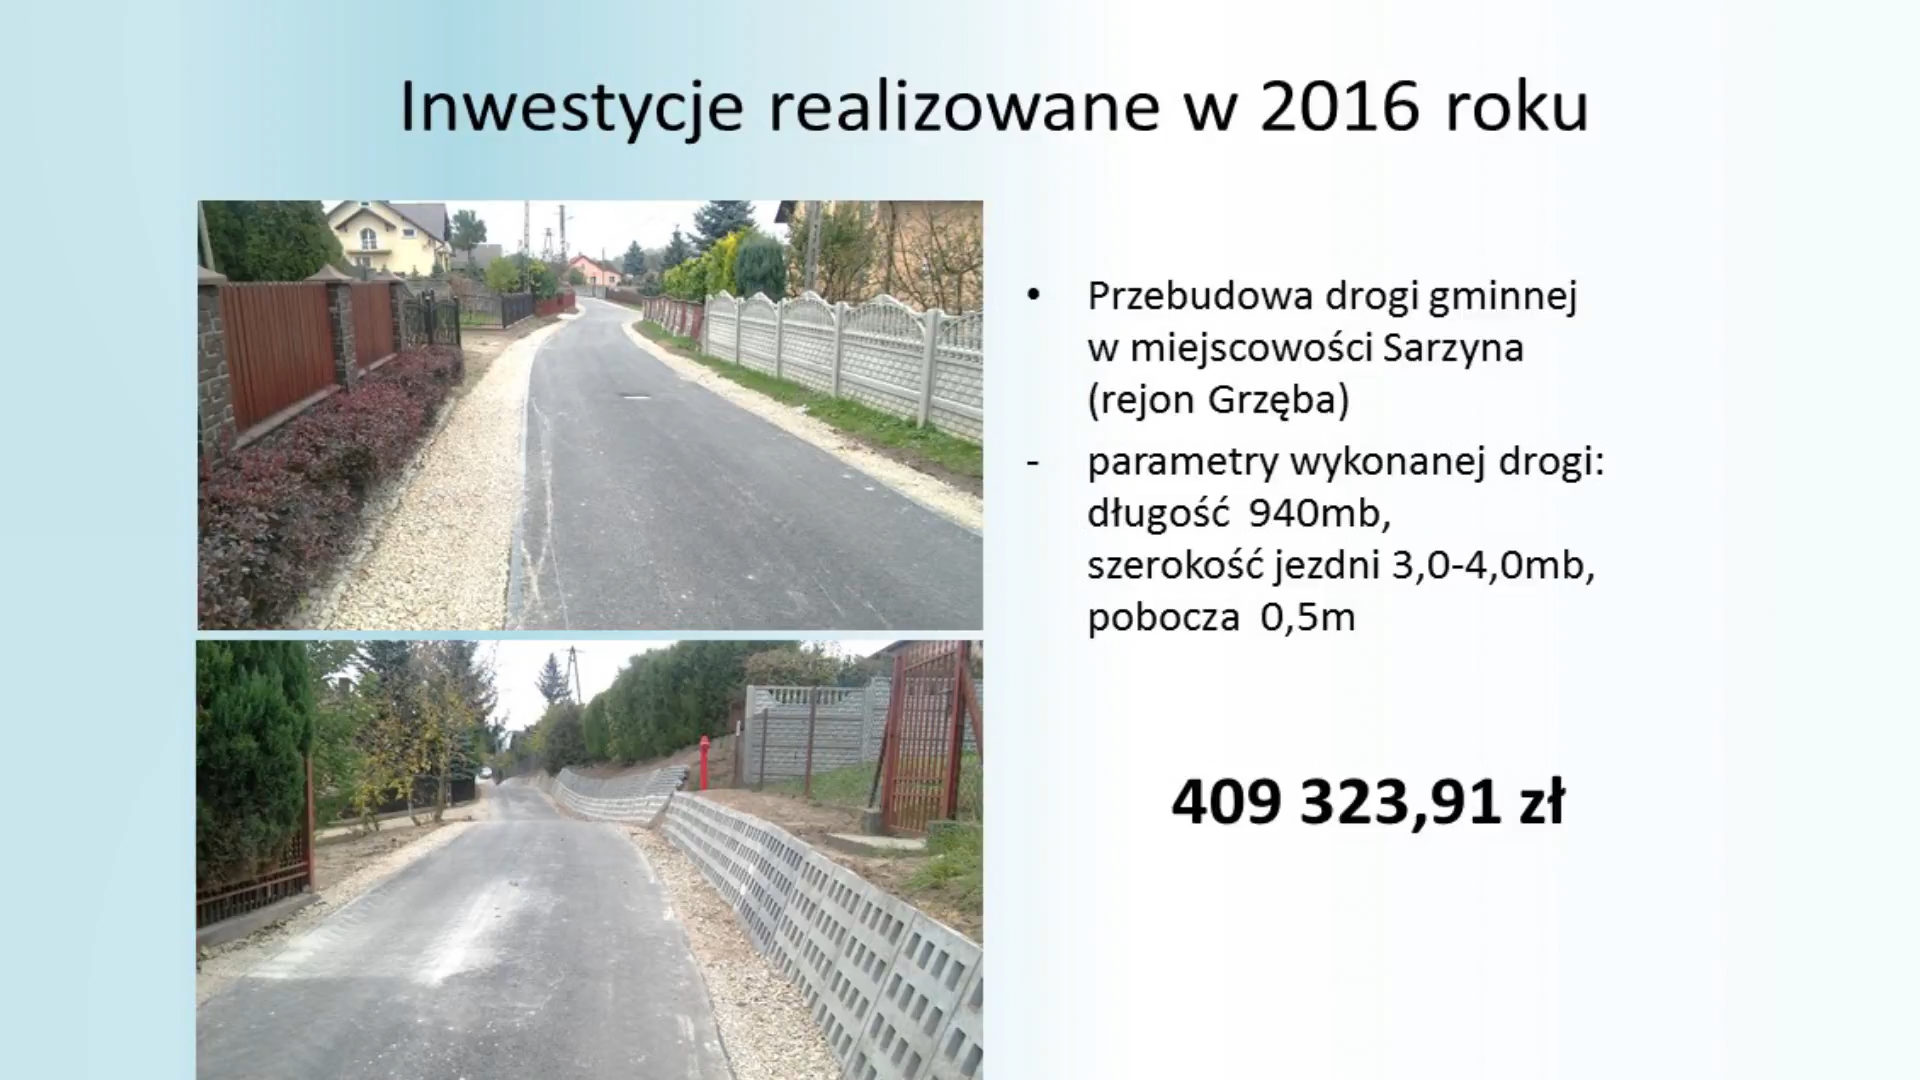 Inwestycje realizowane w 2016 roku
• Przebudowa drogi gminnej
w miejscowości Sarzyna
(rejon Grzęba)
- parametry wykonanej drogi:
długość 940mb,
szerokość jezdni 3,0-4,0mb,
pobocza 0,5m
409 323,91 zł